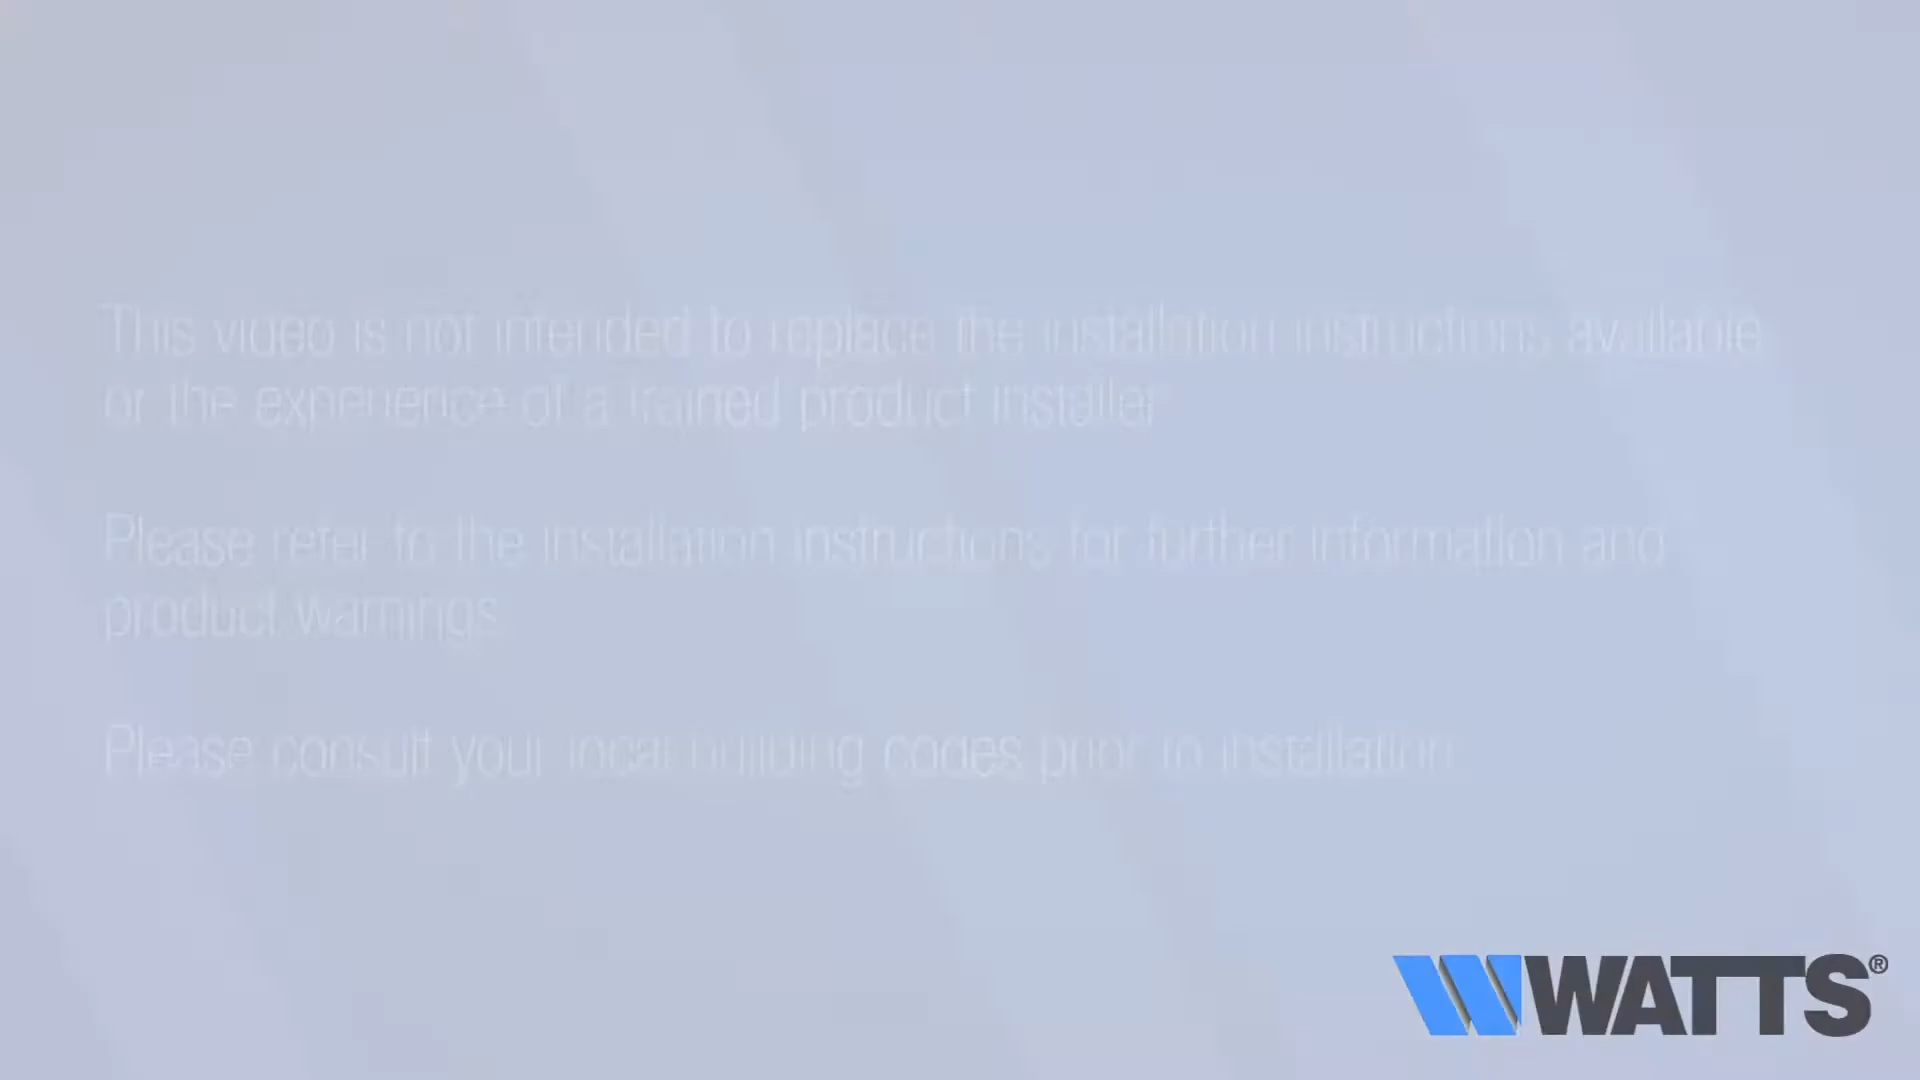 This video is not intended to replace the installation instructions available
or the experience of a trained product installer.
Please refer to the installation instructions for further information and
product warnings.
Please consult your local building codes prior to installation.
WATTS®